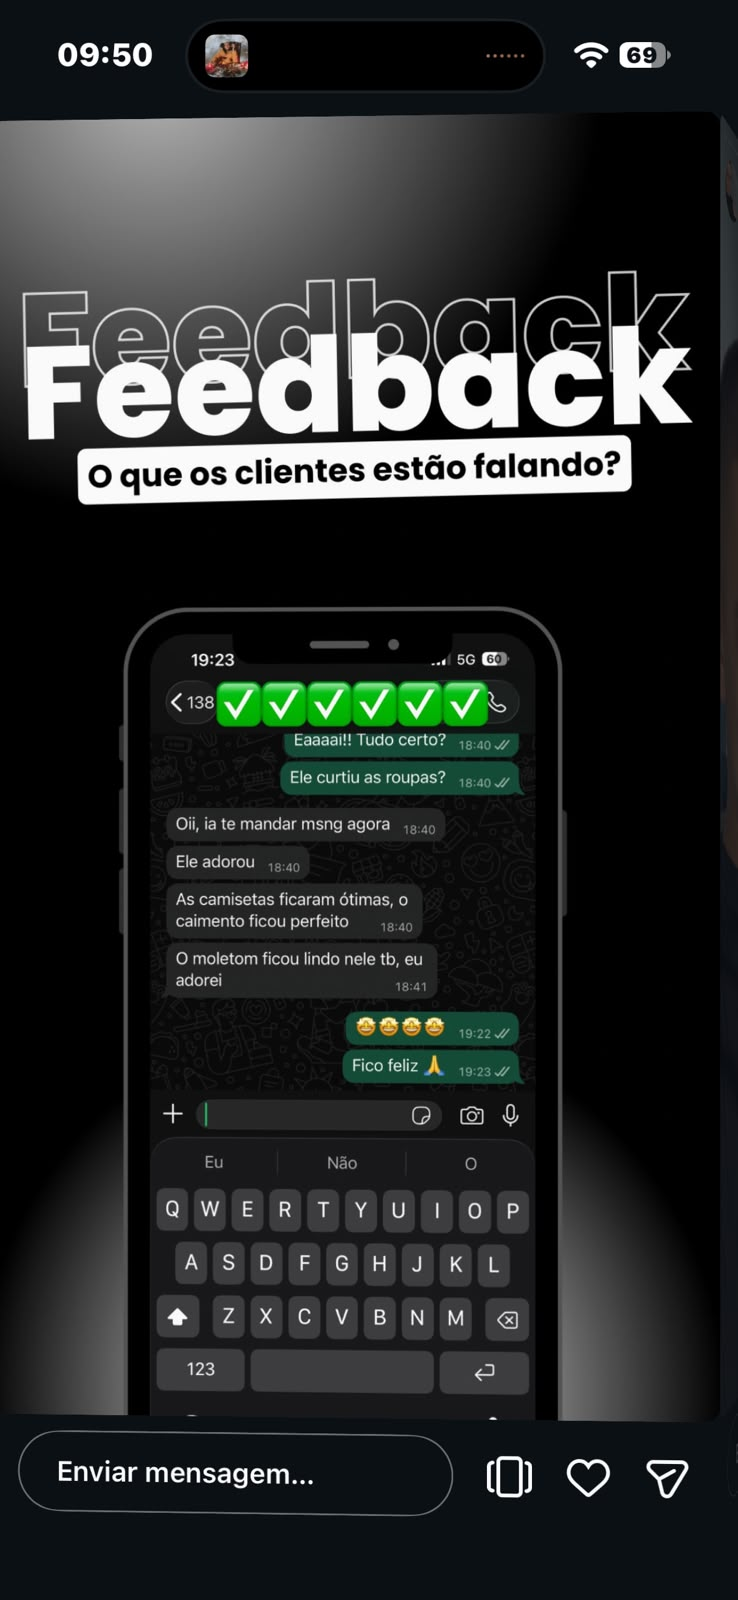 09:50
69
Feedback
Feedback
O que os clientes estão falando?
19:23
5G
60
138
Eaaaai!! Tudo certo?
18:40
Ele curtiu as roupas?
18:40
Oii, ia te mandar msng agora
18:40
Ele adorou
18:40
As camisetas ficaram ótimas, o
caimento ficou perfeito
18:40
O moletom ficou lindo nele tb, eu
adorei
18:41
🤩🤩🤩🤩
19:22
Fico feliz 🙏
19:23
Eu
Não
O
Q W E R T Y U I O P
A S D F G H J K L
Z X C V B N M
123
Enviar mensagem...